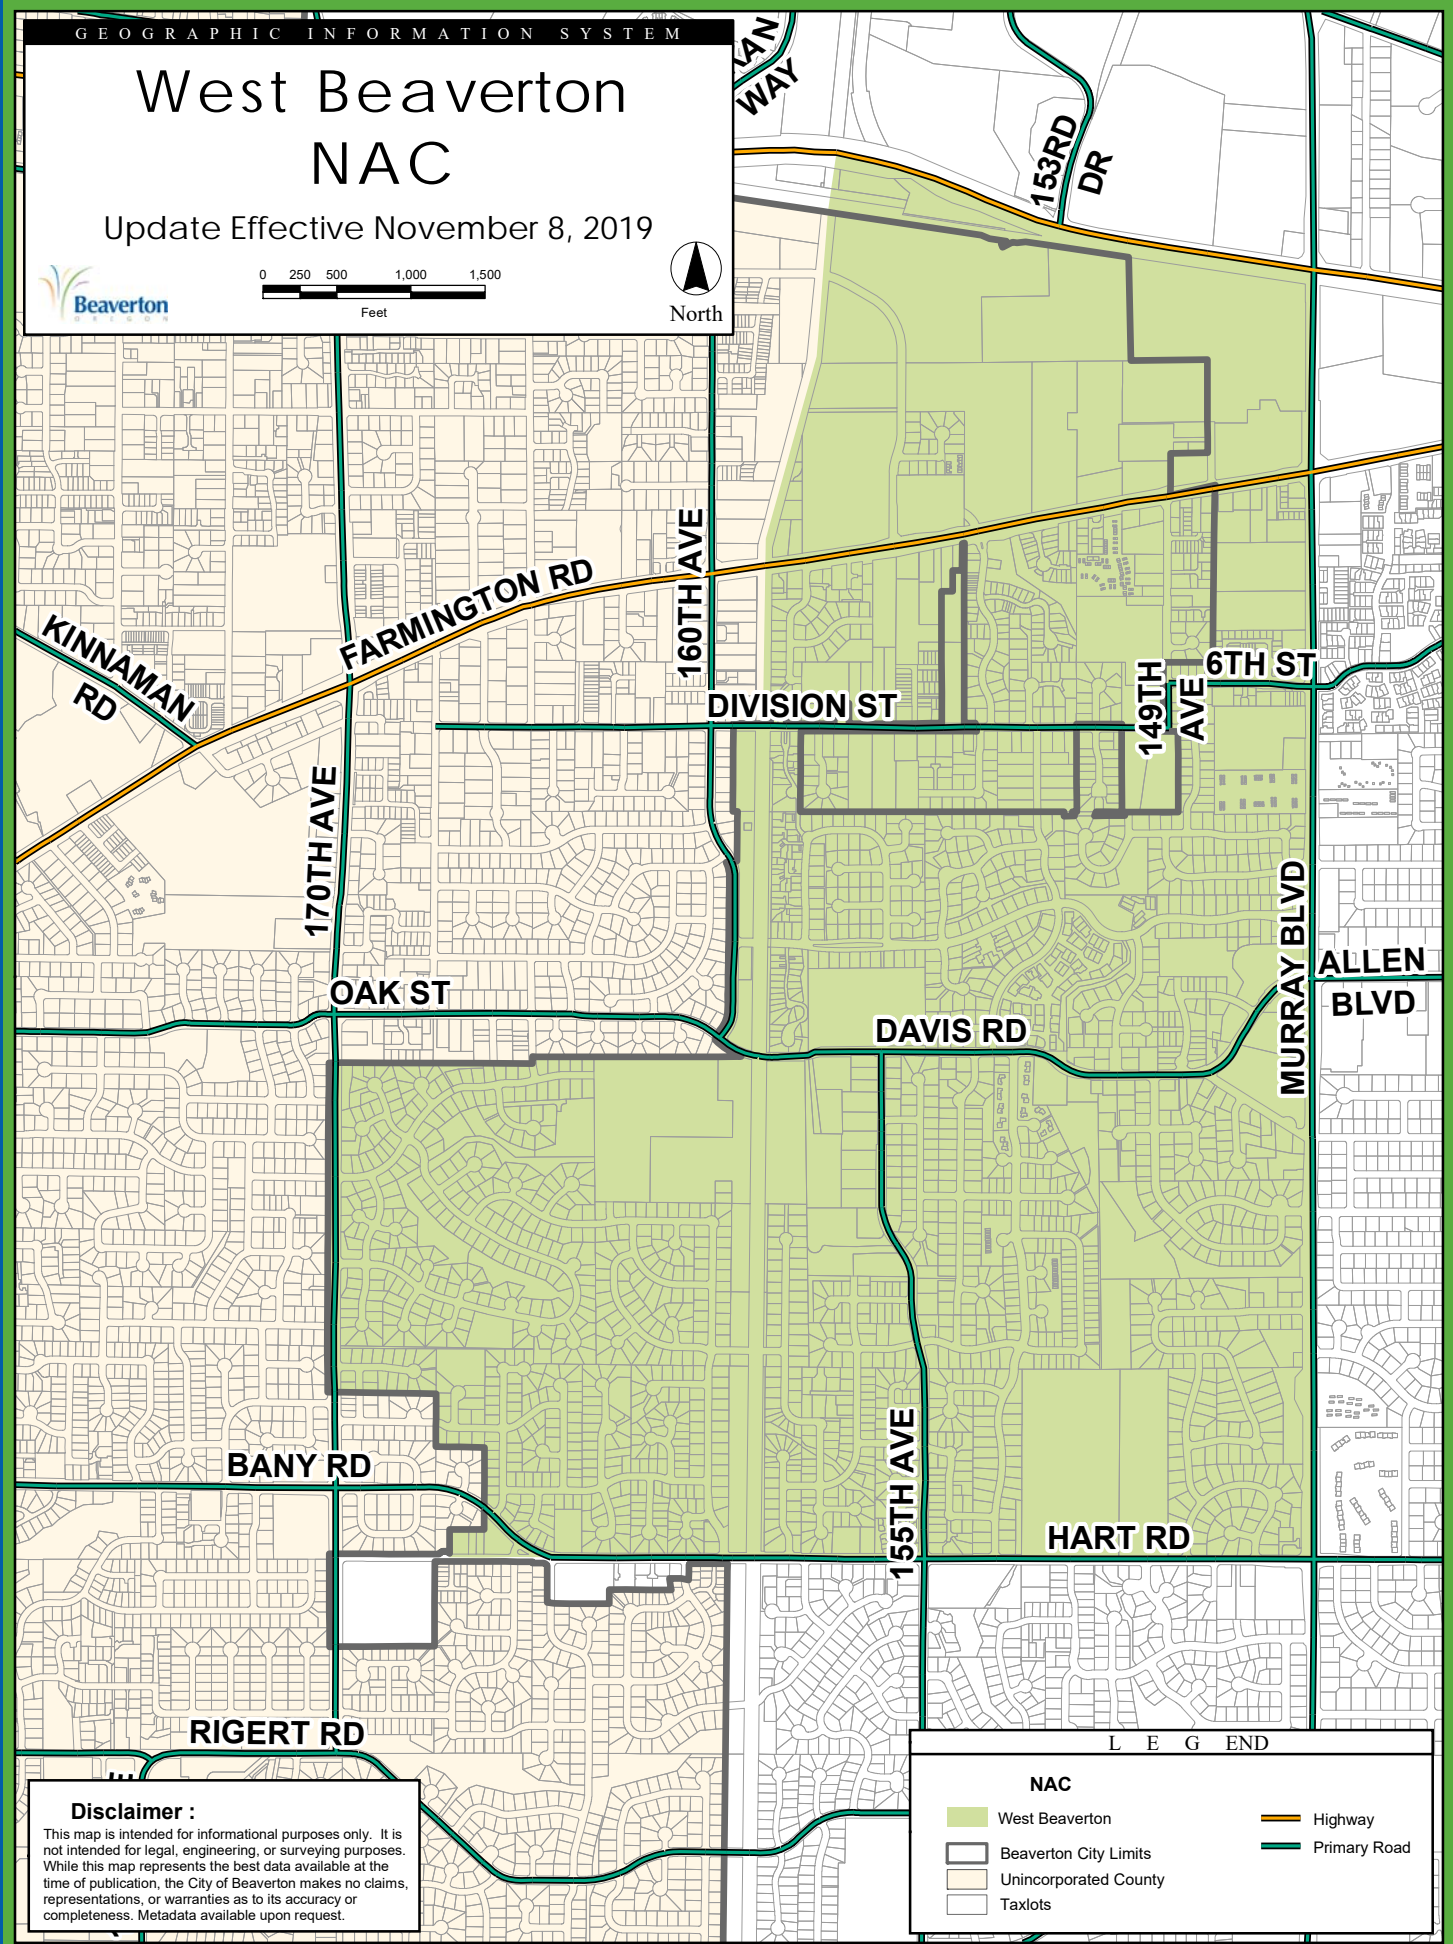 GEOGRAPHIC INFORMATION SYSTEM
West Beaverton
NAC
Update Effective November 8, 2019
0 250 500 1,000 1,500
Feet
Beaverton
OREGON
North
WAY
153RD
DR
KINNAMAN
RD
FARMINGTON RD
160TH AVE
DIVISION ST
149TH
AVE
6TH ST
170TH AVE
OAK ST
DAVIS RD
MURRAY BLVD
ALLEN
BLVD
BANY RD
155TH AVE
HART RD
RIGERT RD
Disclaimer :
This map is intended for informational purposes only. It is
not intended for legal, engineering, or surveying purposes.
While this map represents the best data available at the
time of publication, the City of Beaverton makes no claims,
representations, or warranties as to its accuracy or
completeness. Metadata available upon request.
L E G END
NAC
West Beaverton
Beaverton City Limits
Unincorporated County
Taxlots
Highway
Primary Road